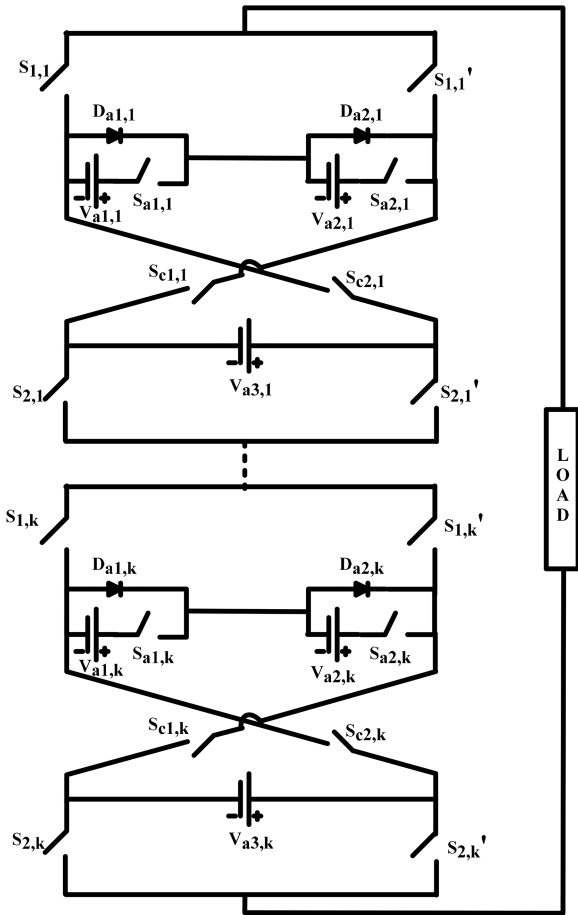 S1,1 S1,1'
Da1,1 Da2,1
- + Sa1,1 - + Sa2,1
Va1,1 Va2,1
Sc1,1 Sc2,1
- +
S2,1 Va3,1 S2,1'
LOAD
S1,k S1,k'
Da1,k Da2,k
- + Sa1,k - + Sa2,k
Va1,k Va2,k
Sc1,k Sc2,k
- +
S2,k Va3,k S2,k'